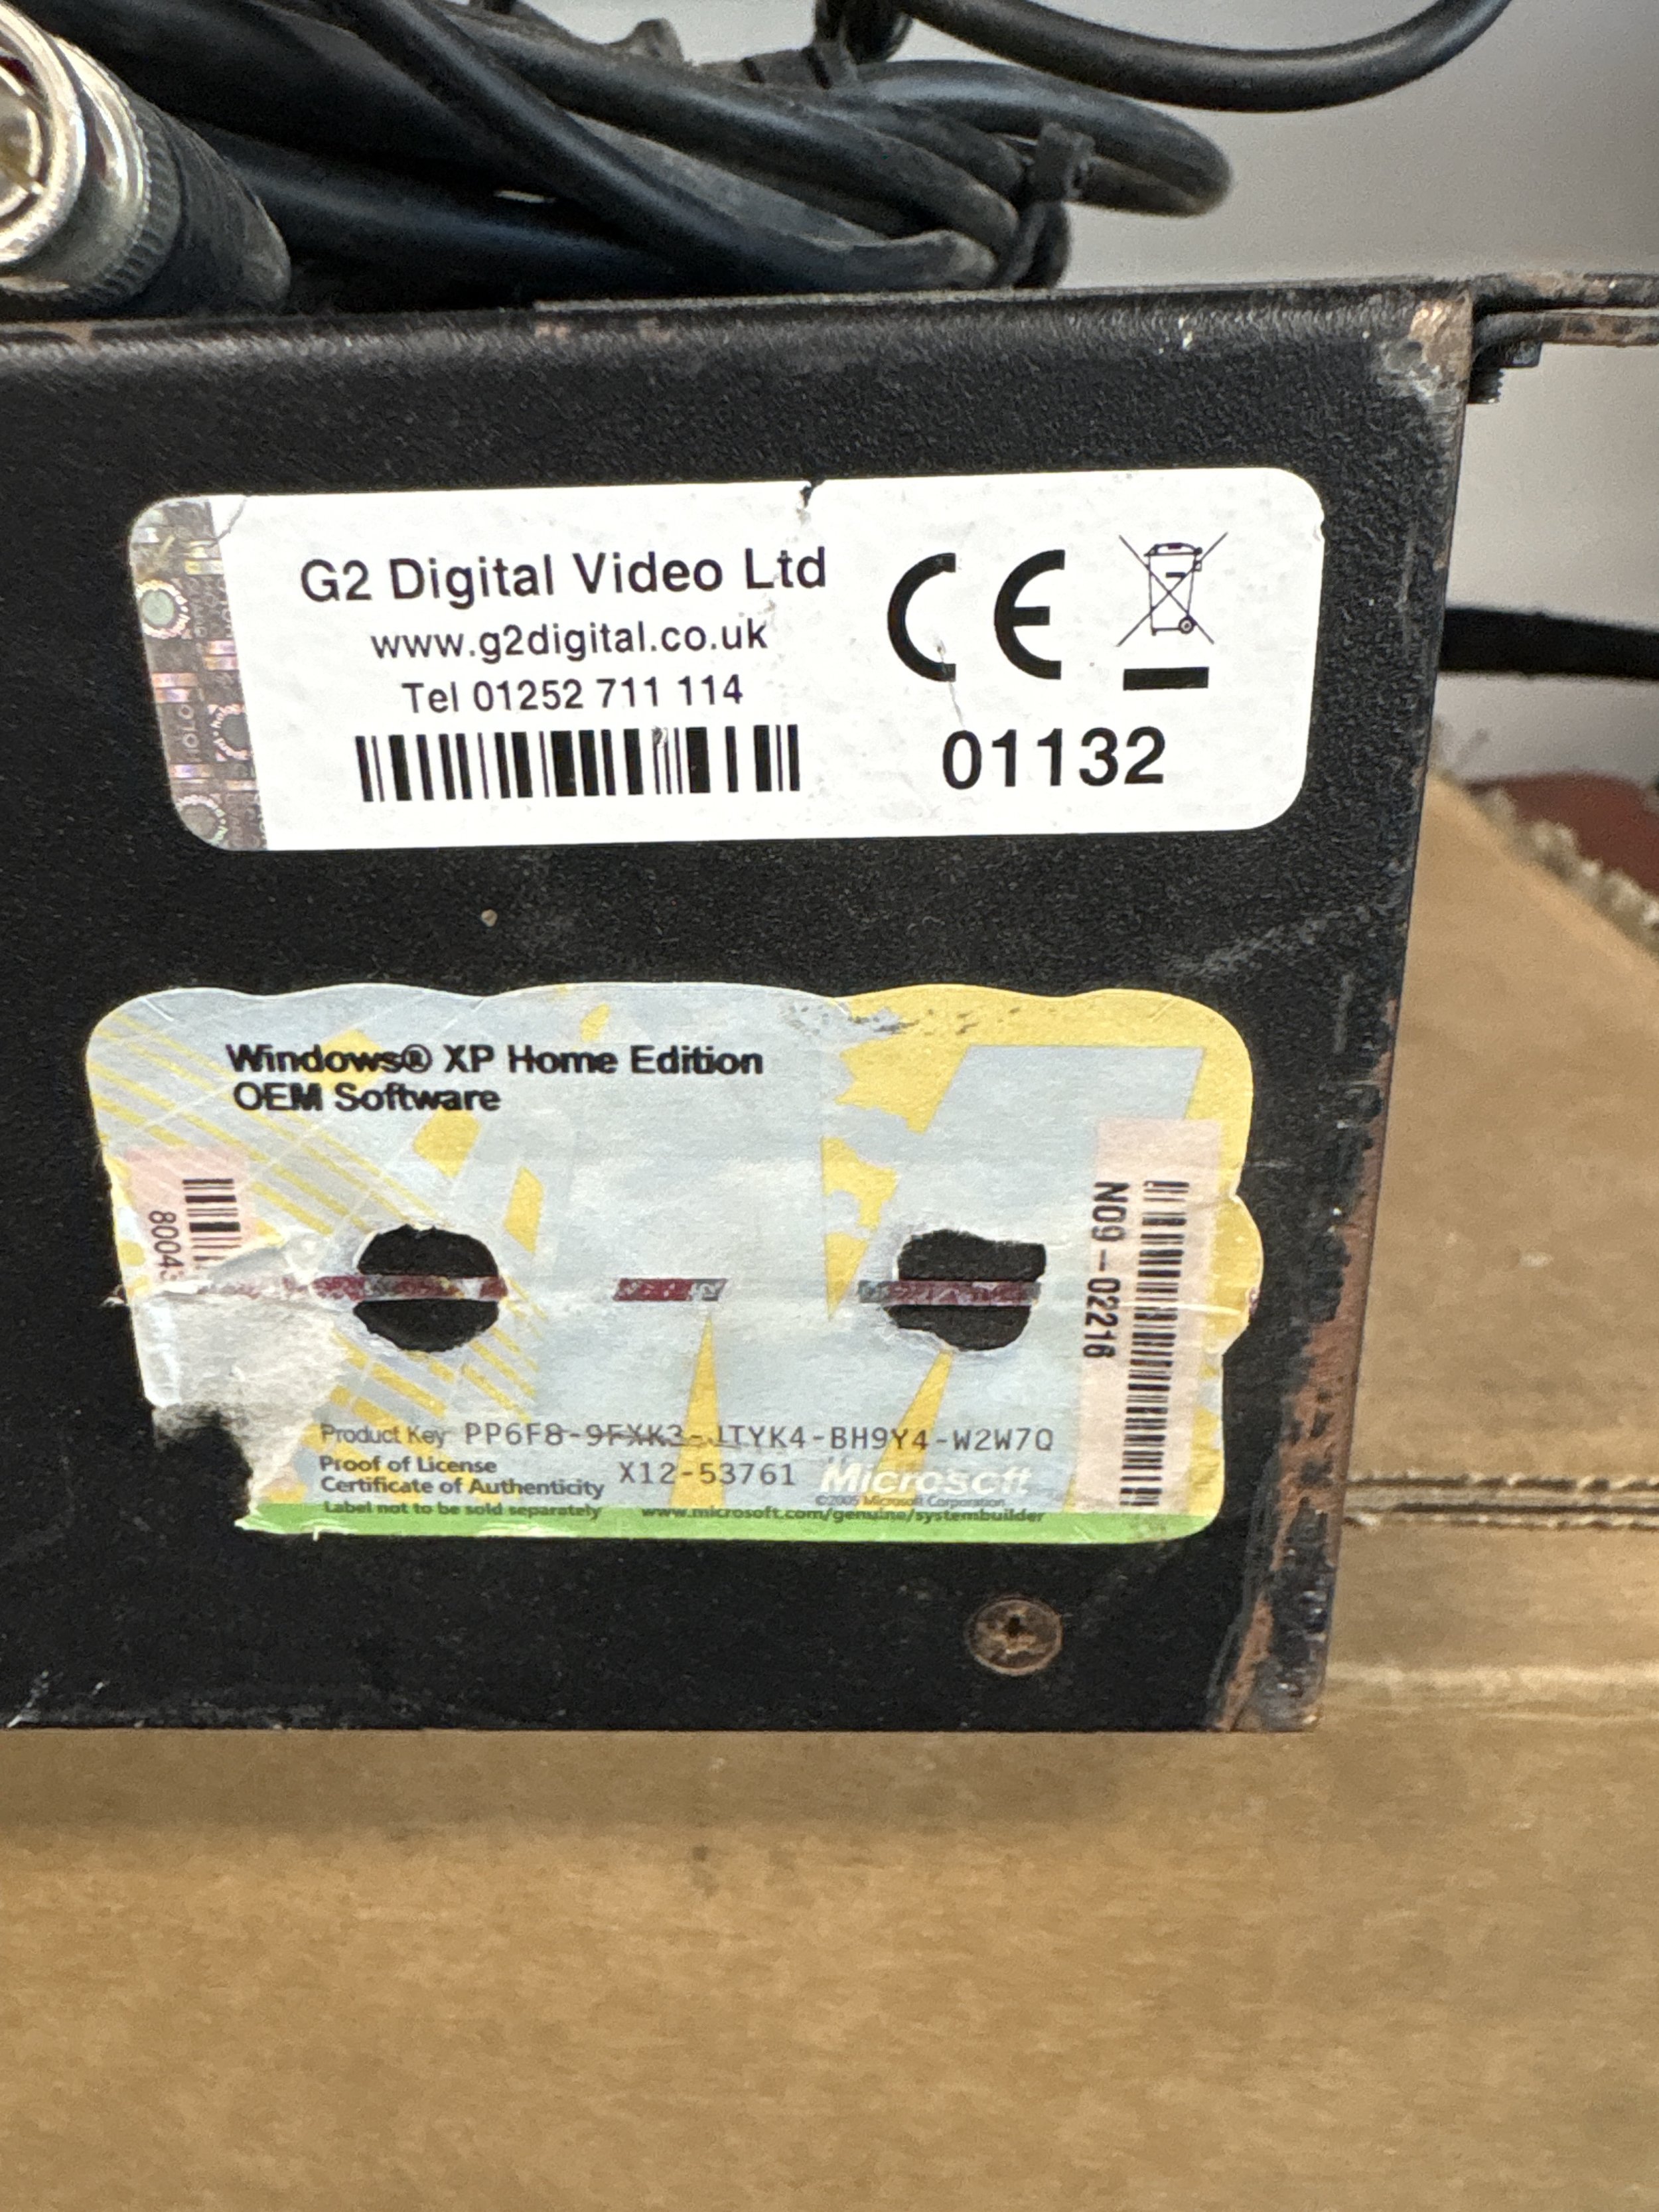 G2 Digital Video Ltd
www.g2digital.co.uk
Tel 01252 711 114
CE
01132
Windows® XP Home Edition
OEM Software
8004
N09-02216
Product Key PP6F8-9FXK3-JTYK4-BH9Y4-W2W7Q
Proof of License
Certificate of Authenticity
X12-53761
Microsoft
©2005 Microsoft Corporation
Label not to be sold separately
www.microsoft.com/genuine/systembuilder